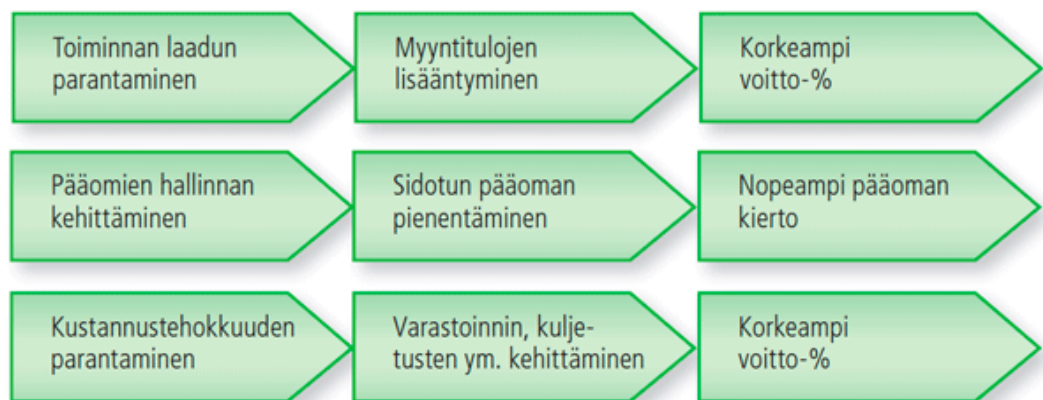 Toiminnan laadun
parantaminen
Myyntitulojen
lisääntyminen
Korkeampi
voitto-%
Pääomien hallinnan
kehittäminen
Sidotun pääoman
pienentäminen
Nopeampi pääoman
kierto
Kustannustehokkuuden
parantaminen
Varastoinnin, kulje-
tusten ym. kehittäminen
Korkeampi
voitto-%